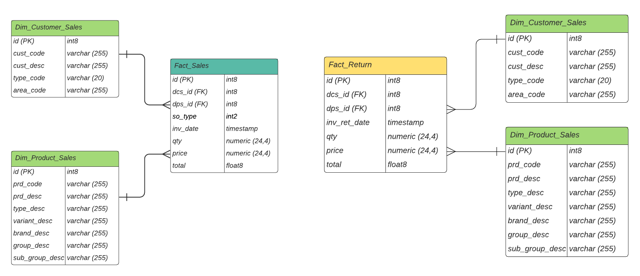 Dim_Customer_Sales
id (PK) int8
cust_code varchar (255)
cust_desc varchar (255)
type_code varchar (20)
area_code varchar (255)
Dim_Product_Sales
id (PK) int8
prd_code varchar (255)
prd_desc varchar (255)
type_desc varchar (255)
variant_desc varchar (255)
brand_desc varchar (255)
group_desc varchar (255)
sub_group_desc varchar (255)
Fact_Sales
id (PK) int8
dcs_id (FK) int8
dps_id (FK) int8
so_type int2
inv_date timestamp
qty numeric (24,4)
price numeric (24,4)
total float8
Fact_Return
id (PK) int8
dcs_id (FK) int8
dps_id (FK) int8
inv_ret_date timestamp
qty numeric (24,4)
price numeric (24,4)
total float8
Dim_Customer_Sales
id (PK) int8
cust_code varchar (255)
cust_desc varchar (255)
type_code varchar (20)
area_code varchar (255)
Dim_Product_Sales
id (PK) int8
prd_code varchar (255)
prd_desc varchar (255)
type_desc varchar (255)
variant_desc varchar (255)
brand_desc varchar (255)
group_desc varchar (255)
sub_group_desc varchar (255)